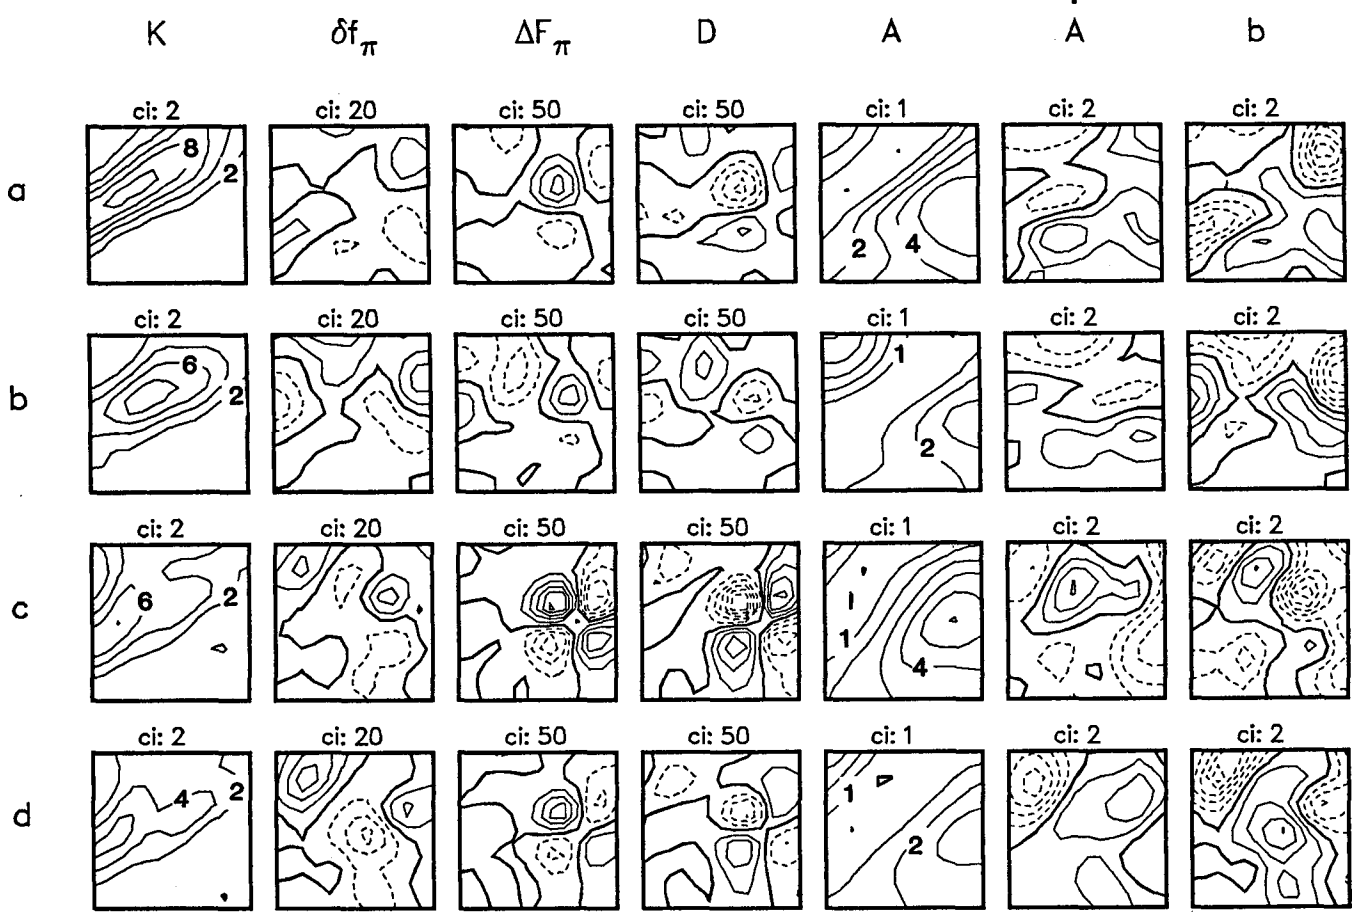 K δf_π ΔF_π D A A b
ci: 2 ci: 20 ci: 50 ci: 50 ci: 1 ci: 2 ci: 2
a 8 2 2 4
ci: 2 ci: 20 ci: 50 ci: 50 ci: 1 ci: 2 ci: 2
b 6 2 1 2
ci: 2 ci: 20 ci: 50 ci: 50 ci: 1 ci: 2 ci: 2
c 6 2 1 4
ci: 2 ci: 20 ci: 50 ci: 50 ci: 1 ci: 2 ci: 2
d 4 2 1 2